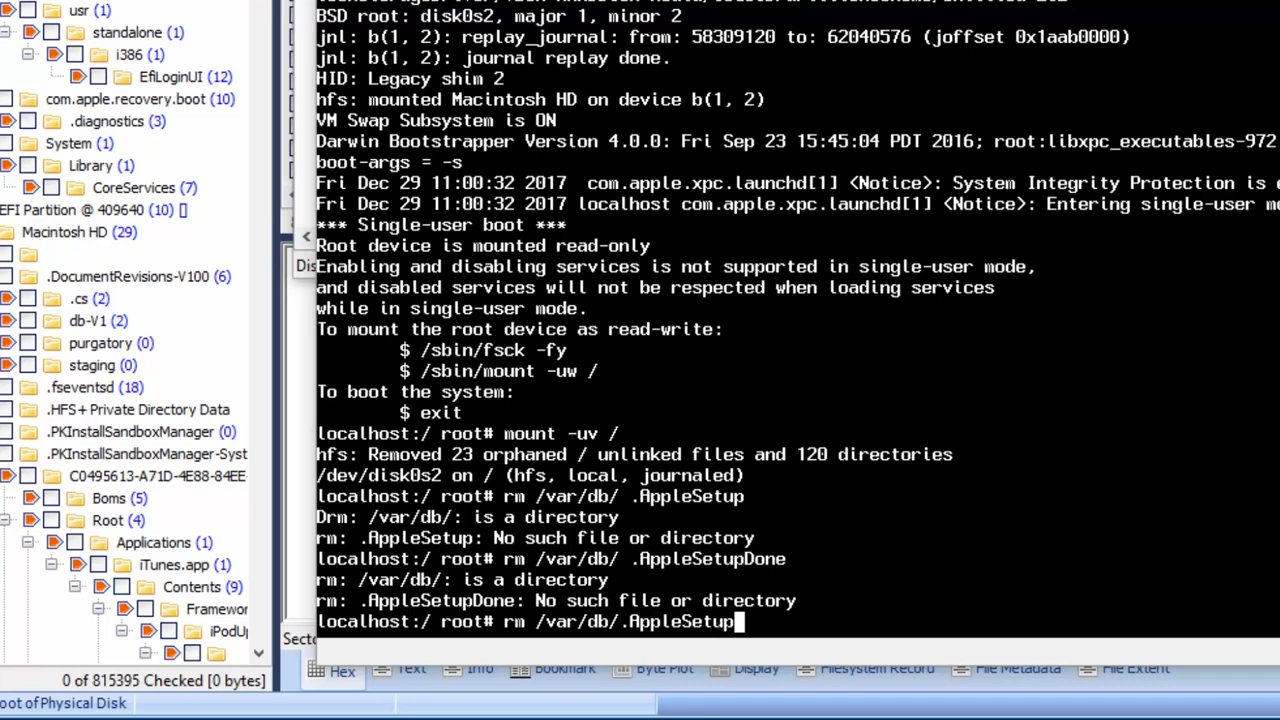 usr (1)
standalone (1)
i386 (1)
EfiLoginUI (12)
com.apple.recovery.boot (10)
.diagnostics (3)
System (1)
Library (1)
CoreServices (7)
EFI Partition @ 409640 (10) []
Macintosh HD (29)
.DocumentRevisions-V100 (6)
.cs (2)
db-V1 (2)
purgatory (0)
staging (0)
.fseventsd (18)
.HFS+ Private Directory Data
.PKInstallSandboxManager (0)
.PKInstallSandboxManager-Syst
C0495613-A71D-4E88-84EE-
Boms (5)
Root (4)
Applications (1)
iTunes.app (1)
Contents (9)
Framewor
iPodUp
0 of 815395 Checked [0 bytes]
oot of Physical Disk
Dis
Secto
BSD root: disk0s2, major 1, minor 2
jnl: b(1, 2): replay_journal: from: 58309120 to: 62040576 (joffset 0x1aab0000)
jnl: b(1, 2): journal replay done.
HID: Legacy shim 2
hfs: mounted Macintosh HD on device b(1, 2)
VM Swap Subsystem is ON
Darwin Bootstrapper Version 4.0.0: Fri Sep 23 15:45:04 PDT 2016; root:libxpc_executables-972
boot-args = -s
Fri Dec 29 11:00:32 2017  com.apple.xpc.launchd[1] <Notice>: System Integrity Protection is
Fri Dec 29 11:00:32 2017 localhost com.apple.xpc.launchd[1] <Notice>: Entering single-user m
*** Single-user boot ***
Root device is mounted read-only
Enabling and disabling services is not supported in single-user mode,
and disabled services will not be respected when loading services
while in single-user mode.
To mount the root device as read-write:
$ /sbin/fsck -fy
$ /sbin/mount -uw /
To boot the system:
$ exit
localhost:/ root# mount -uv /
hfs: Removed 23 orphaned / unlinked files and 120 directories
/dev/disk0s2 on / (hfs, local, journaled)
localhost:/ root# rm /var/db/ .AppleSetup
Drm: /var/db/: is a directory
rm: .AppleSetup: No such file or directory
localhost:/ root# rm /var/db/ .AppleSetupDone
rm: /var/db/: is a directory
rm: .AppleSetupDone: No such file or directory
localhost:/ root# rm /var/db/.AppleSetup
Hex Text Info Bookmark Byte Plot Display Filesystem Record File Metadata File Extent